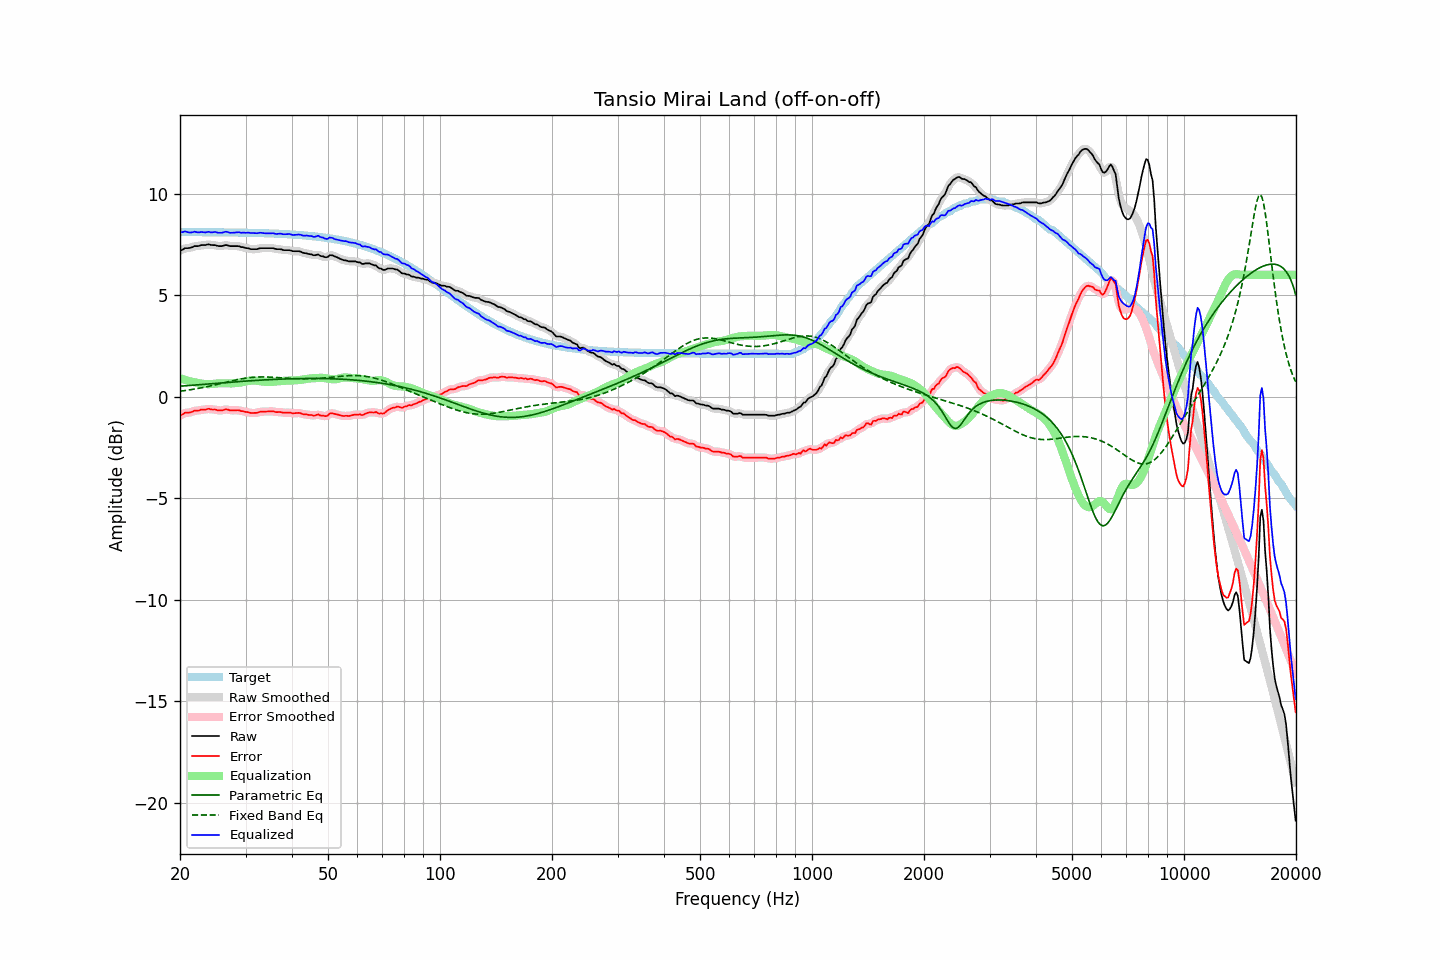 Tansio Mirai Land (off-on-off)
10
5
0
−5
−10
−15
−20
Amplitude (dBr)
Target
Raw Smoothed
Error Smoothed
Raw
Error
Equalization
Parametric Eq
Fixed Band Eq
Equalized
20 50 100 200 500 1000 2000 5000 10000 20000
Frequency (Hz)